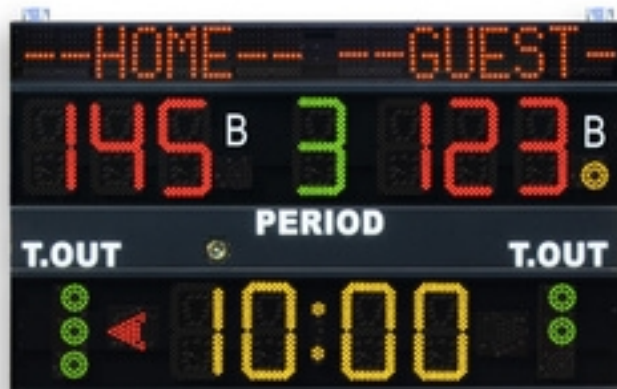 --HOME-- --GUEST-
145 B 3 123 B
PERIOD
T.OUT T.OUT
10:00